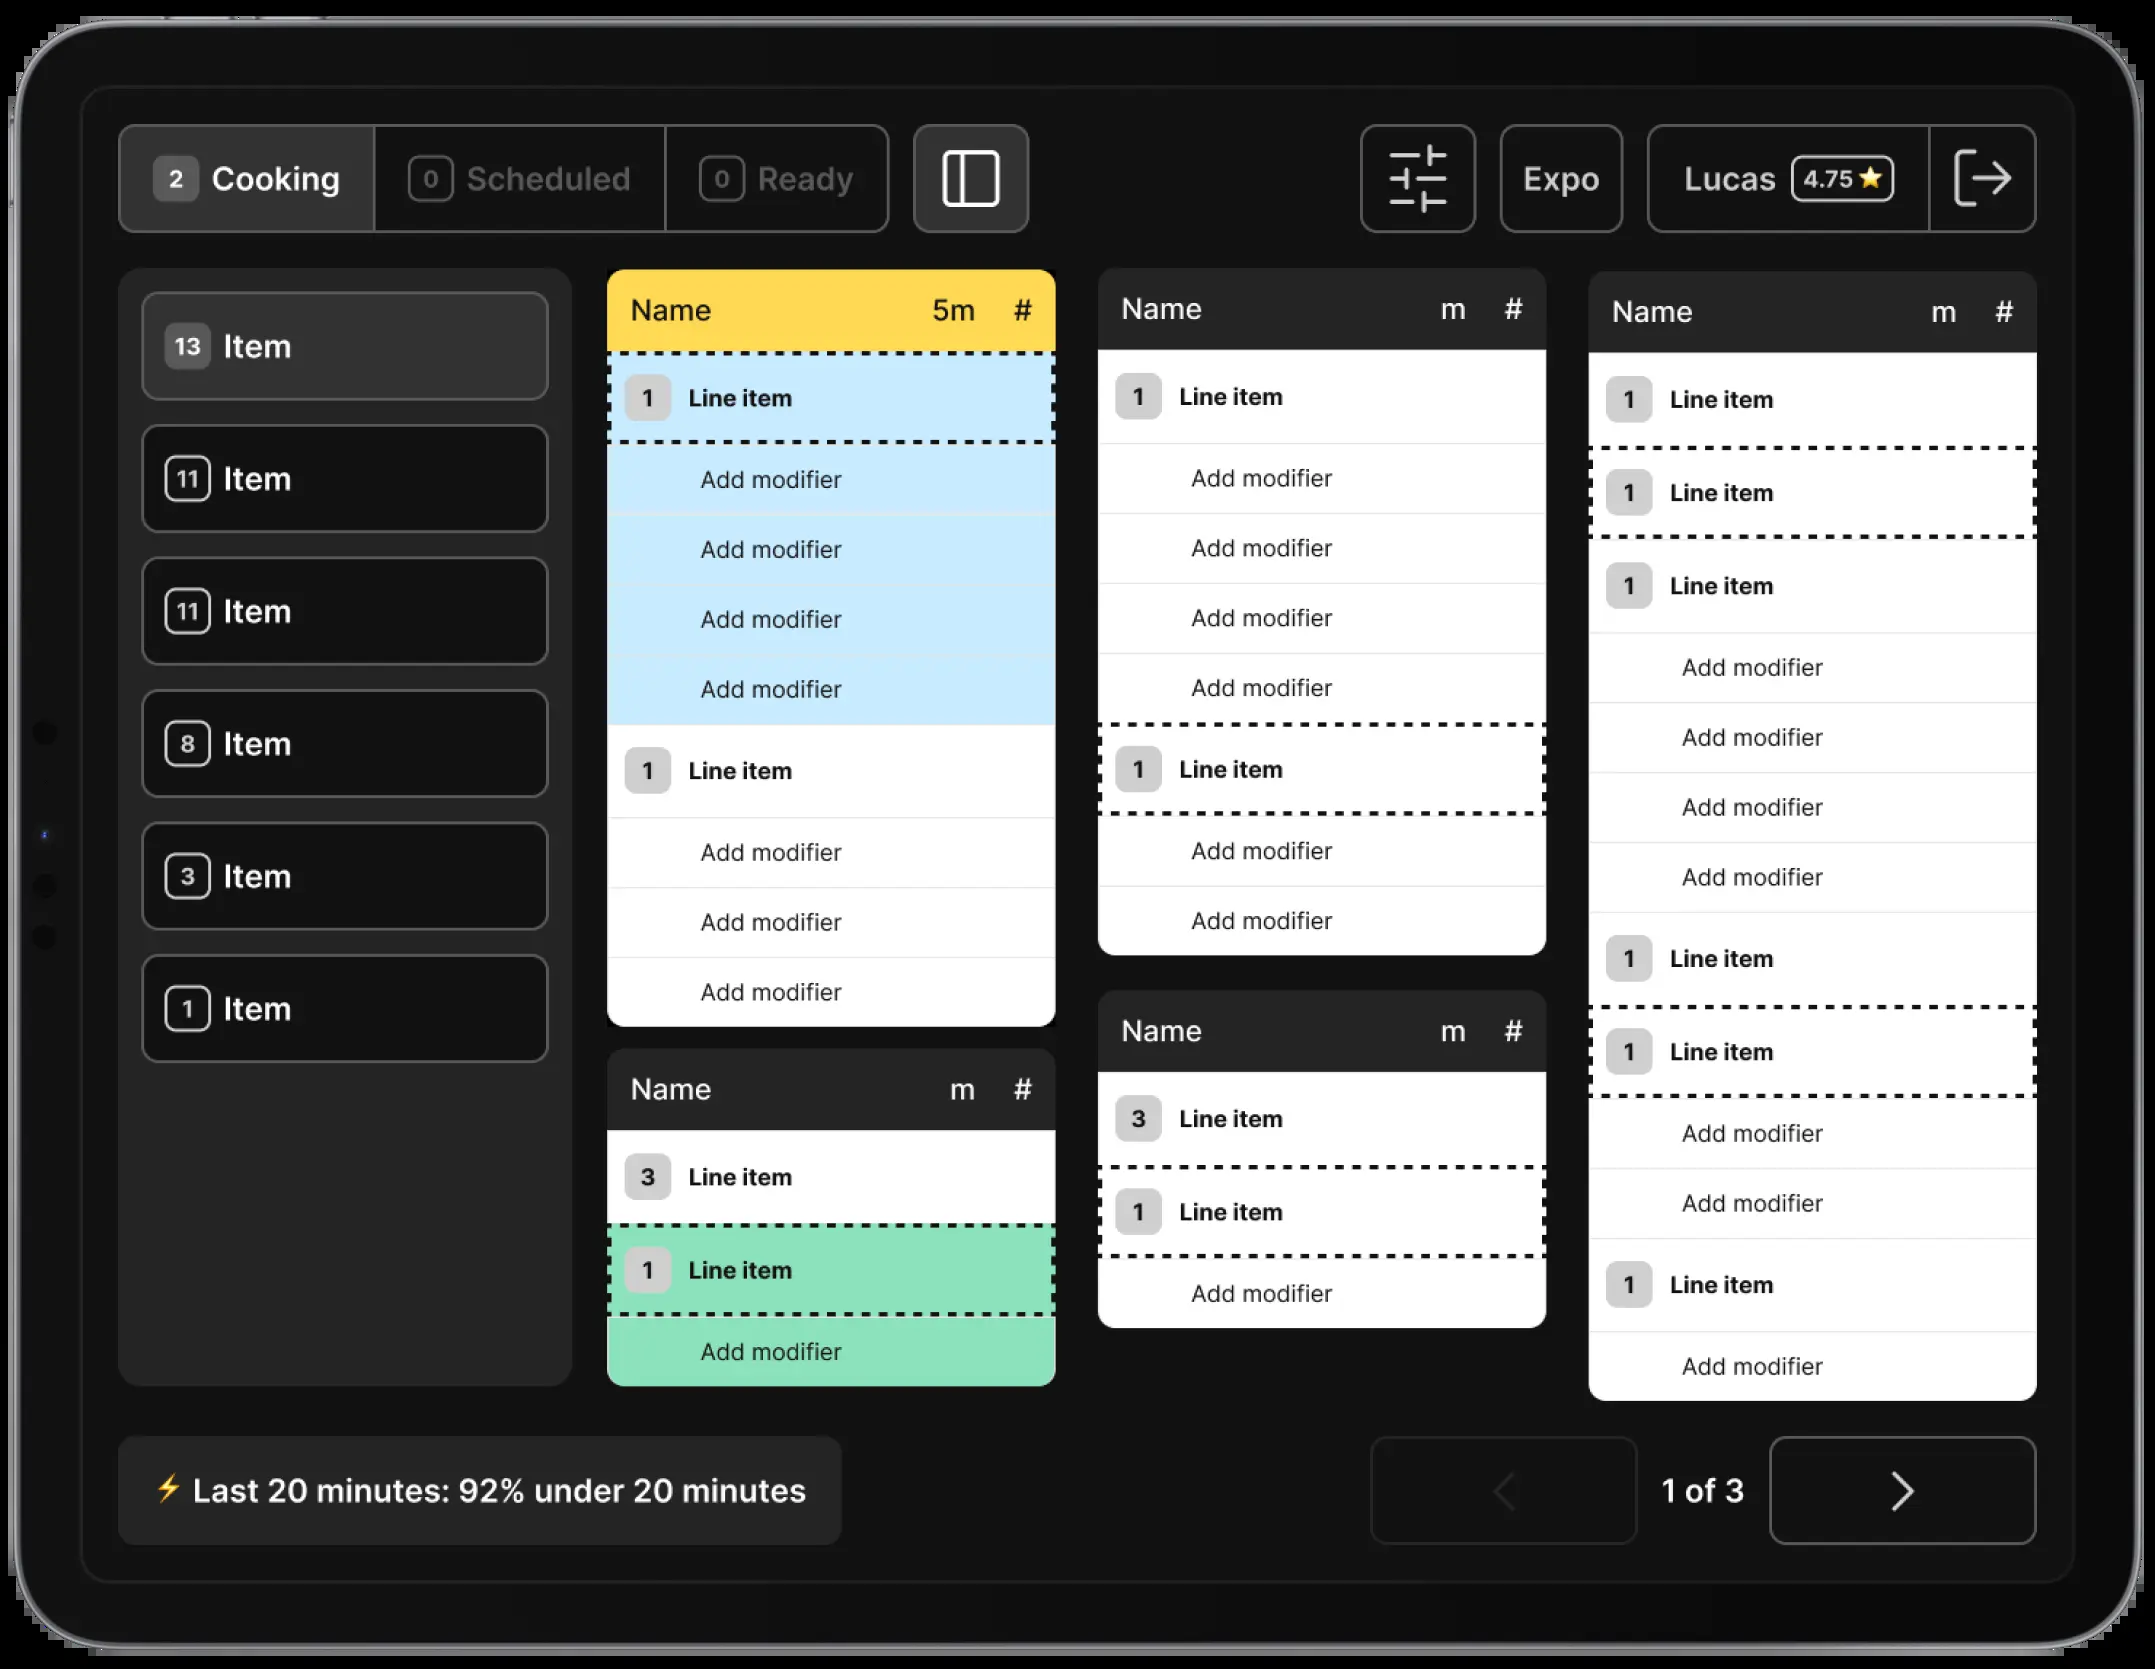 2 Cooking
0 Scheduled
0 Ready
Expo
Lucas 4.75
13 Item
11 Item
11 Item
8 Item
3 Item
1 Item
Name 5m #
1 Line item
Add modifier
Add modifier
Add modifier
Add modifier
1 Line item
Add modifier
Add modifier
Add modifier
Name m #
3 Line item
1 Line item
Add modifier
Name m #
1 Line item
Add modifier
Add modifier
Add modifier
Add modifier
1 Line item
Add modifier
Add modifier
Name m #
3 Line item
1 Line item
Add modifier
Name m #
1 Line item
1 Line item
1 Line item
Add modifier
Add modifier
Add modifier
Add modifier
1 Line item
1 Line item
Add modifier
Add modifier
1 Line item
Add modifier
⚡ Last 20 minutes: 92% under 20 minutes
1 of 3